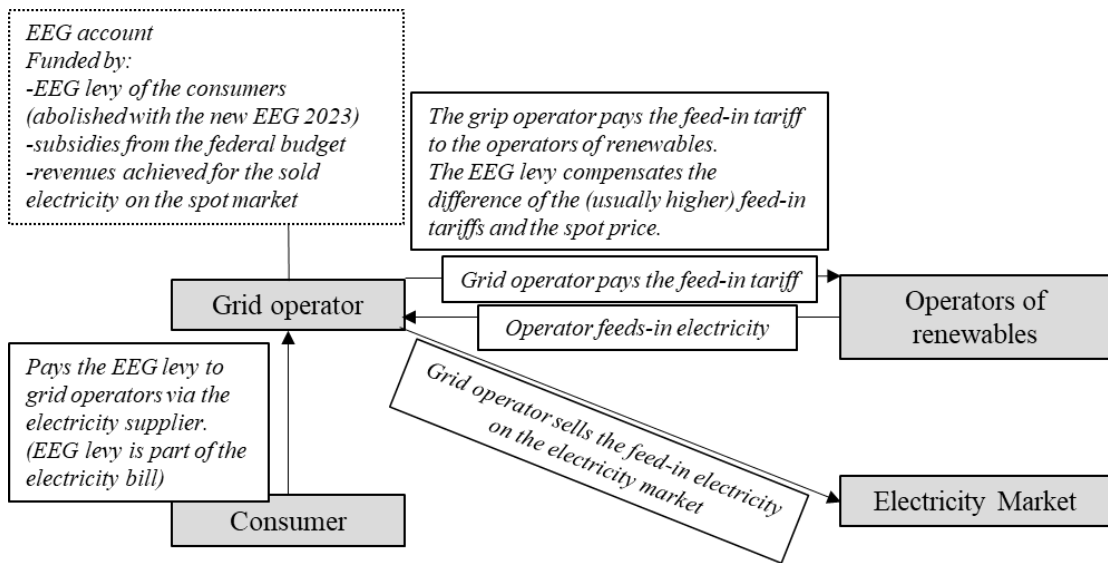 EEG account
Funded by:
-EEG levy of the consumers
(abolished with the new EEG 2023)
-subsidies from the federal budget
-revenues achieved for the sold
electricity on the spot market
The grip operator pays the feed-in tariff
to the operators of renewables.
The EEG levy compensates the
difference of the (usually higher) feed-in
tariffs and the spot price.
Grid operator
Grid operator pays the feed-in tariff
Operator feeds-in electricity
Operators of
renewables
Pays the EEG levy to
grid operators via the
electricity supplier.
(EEG levy is part of the
electricity bill)
Grid operator sells the feed-in electricity
on the electricity market
Consumer
Electricity Market